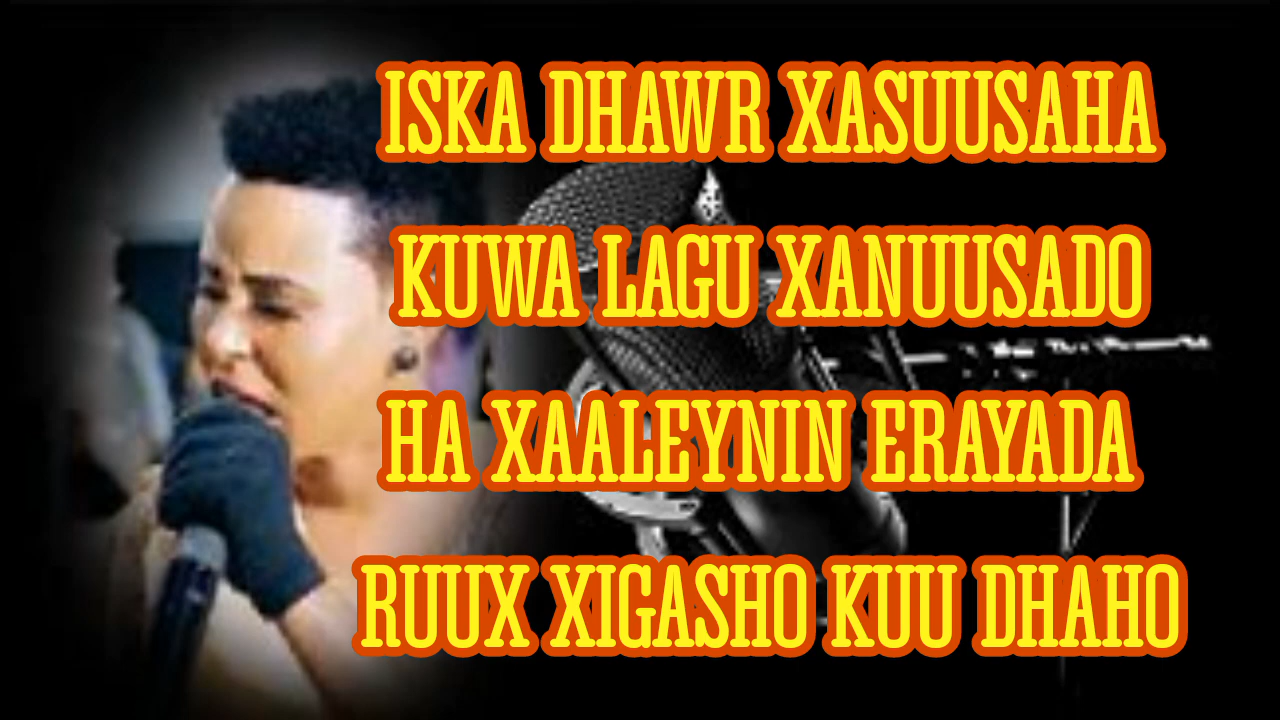 ISKA DHAWR XASUUSAHA
KUWA LAGU XANUUSADO
HA XAALEYNIN ERAYADA
RUUX XIGASHO KUU DHAHO